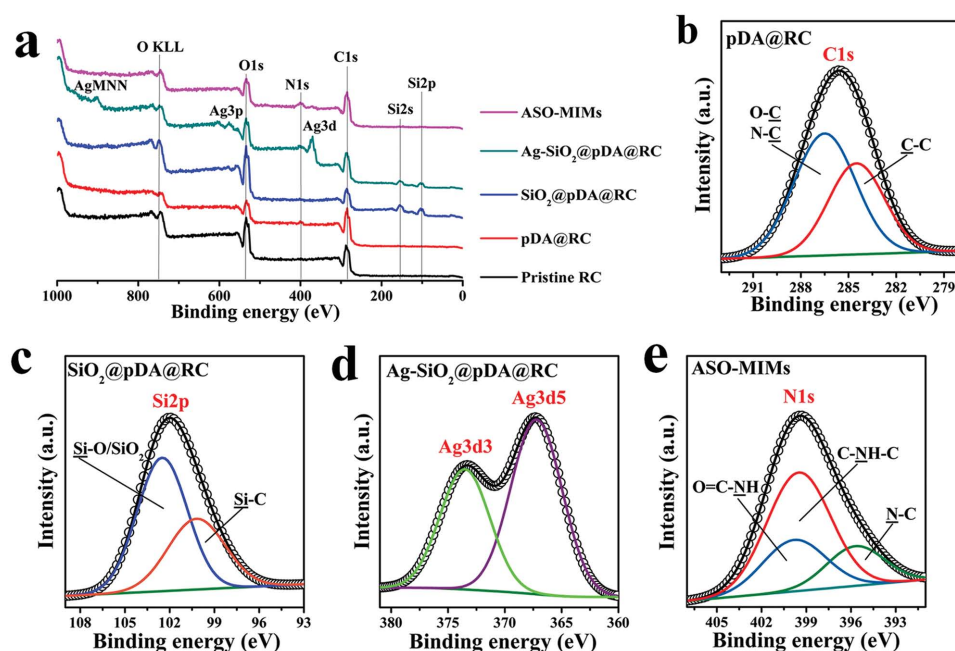 a
O KLL
AgMNN
Ag3p
O1s
N1s
Ag3d
C1s
Si2s
Si2p
ASO-MIMs
Ag-SiO₂@pDA@RC
SiO₂@pDA@RC
pDA@RC
Pristine RC
1000 800 600 400 200 0
Binding energy (eV)
b
pDA@RC
C1s
O-C
N-C
C-C
Intensity (a.u.)
291 288 285 282 279
Binding energy (eV)
c
SiO₂@pDA@RC
Si2p
Si-O/SiO₂
Si-C
Intensity (a.u.)
108 105 102 99 96 93
Binding energy (eV)
d
Ag-SiO₂@pDA@RC
Ag3d5
Ag3d3
Intensity (a.u.)
380 375 370 365 360
Binding energy (eV)
e
ASO-MIMs
N1s
C-NH-C
O=C-NH
N-C
Intensity (a.u.)
405 402 399 396 393
Binding energy (eV)